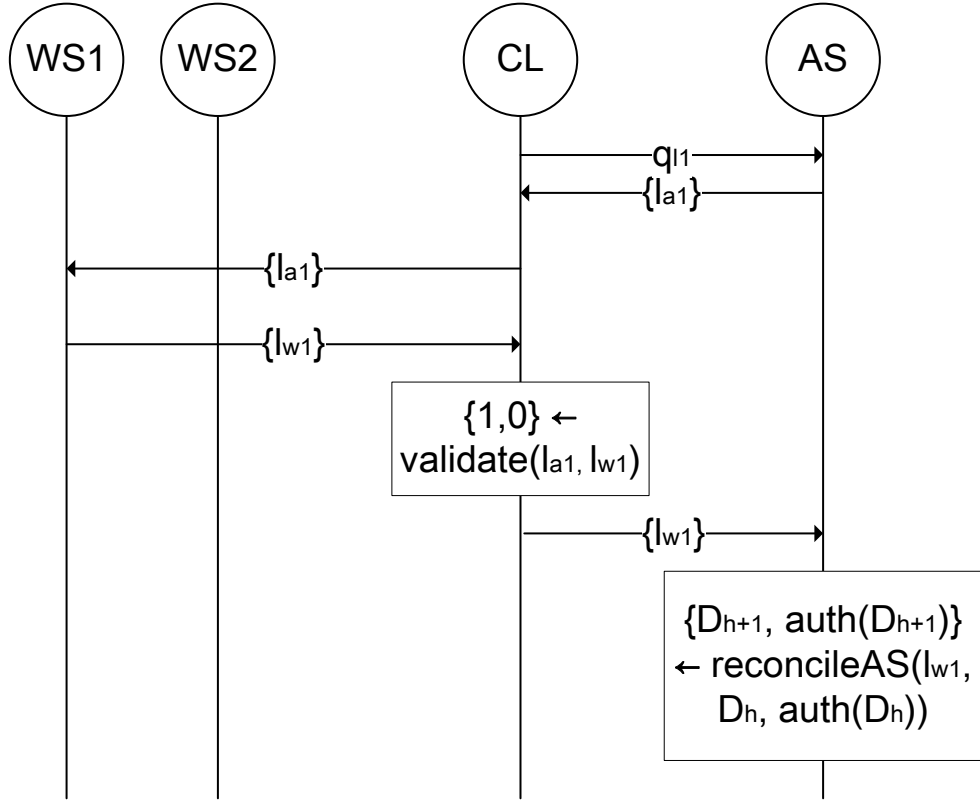 WS1 WS2 CL AS
ql1
{la1}
{la1}
{lw1}
{1,0} ←
validate(la1, lw1)
{lw1}
{Dh+1, auth(Dh+1)}
← reconcileAS(lw1,
Dh, auth(Dh))